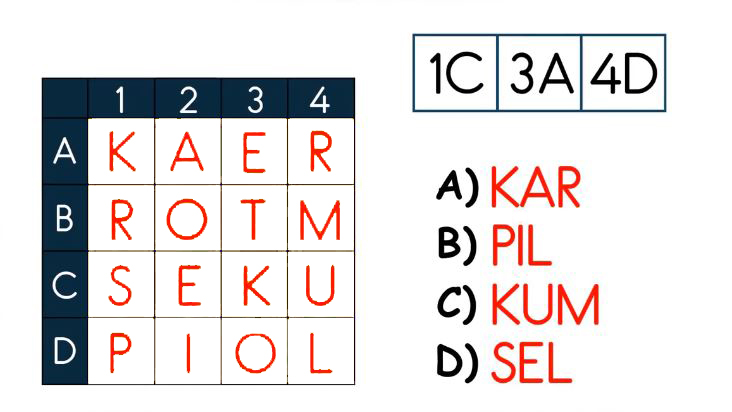 1C 3A 4D
1 2 3 4
A K A E R
B R O T M
C S E K U
D P I O L
A) KAR
B) PIL
C) KUM
D) SEL